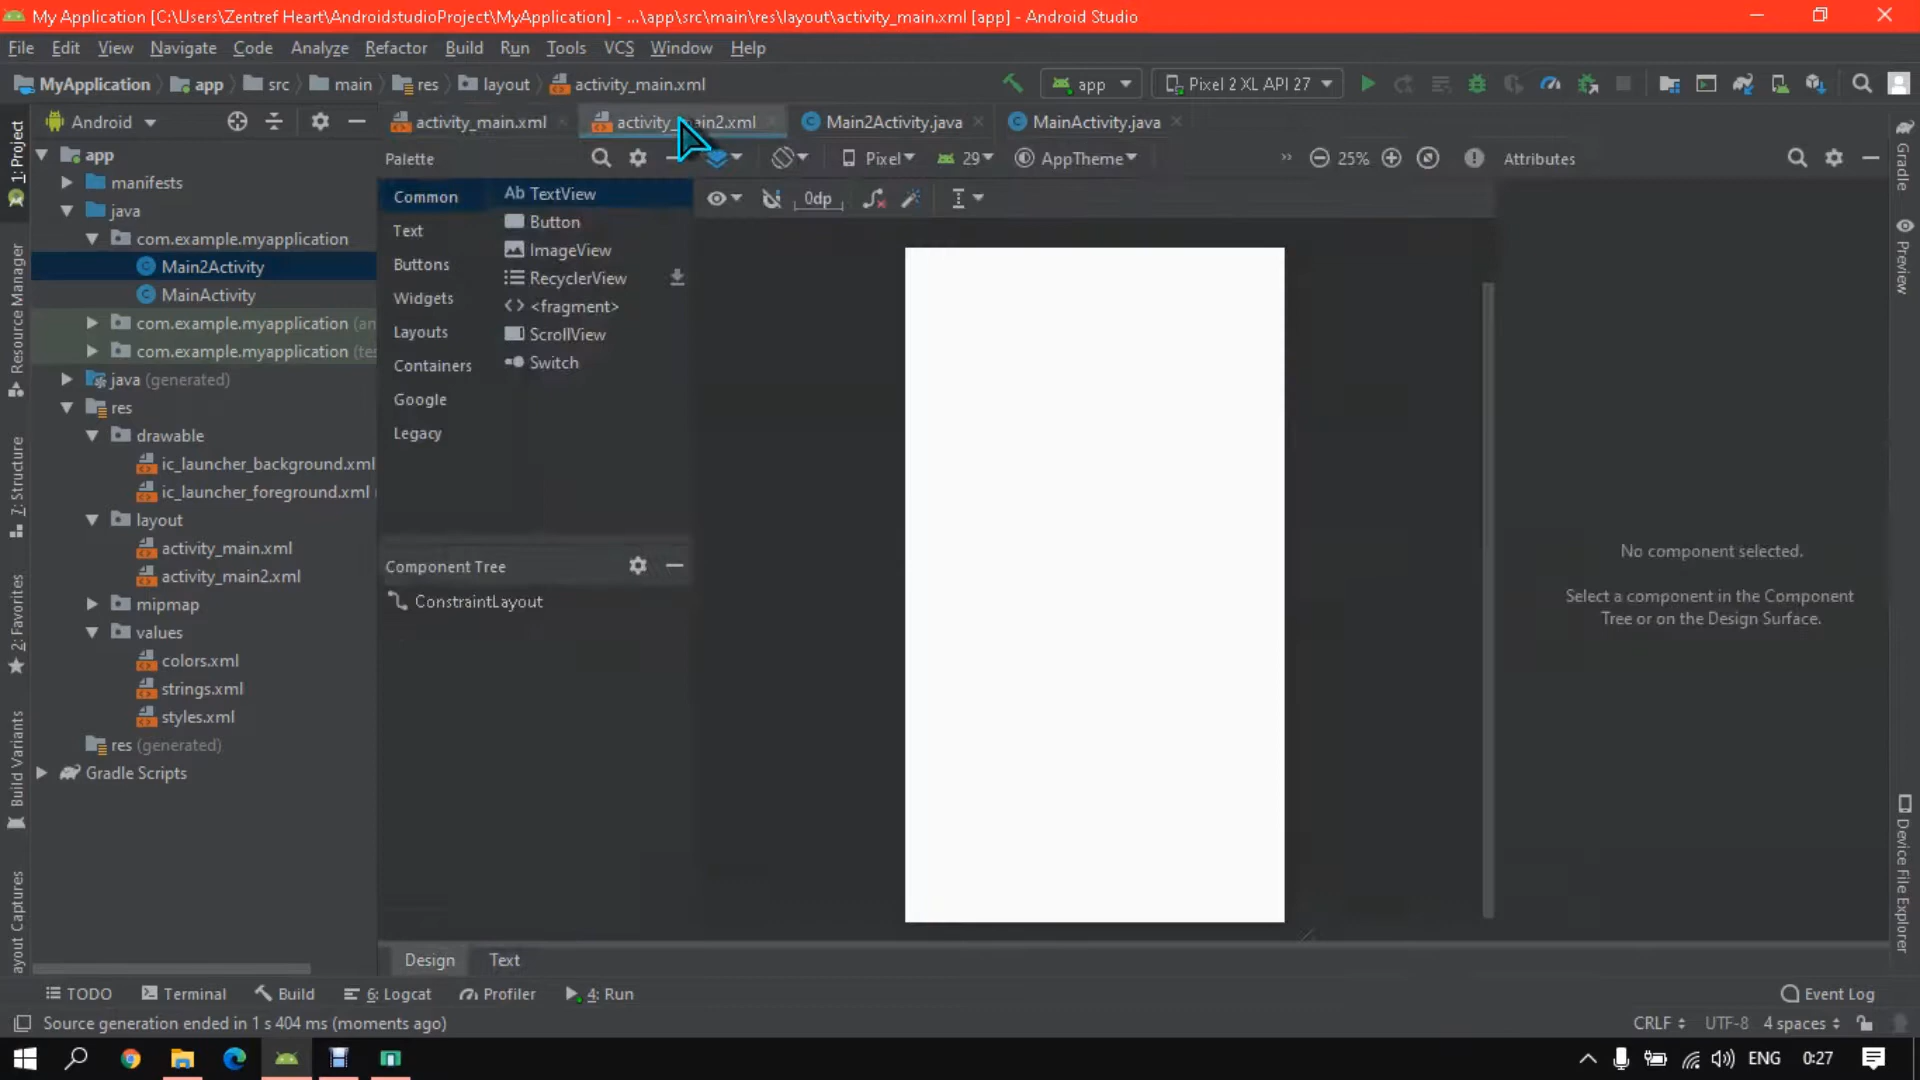 My Application [C:\Users\Zentref Heart\AndroidstudioProject\MyApplication] - ...\app\src\main\res\layout\activity_main.xml [app] - Android Studio
File Edit View Navigate Code Analyze Refactor Build Run Tools VCS Window Help
MyApplication app src main res layout activity_main.xml app Pixel 2 XL API 27
Android activity_main.xml activity_main2.xml Main2Activity.java MainActivity.java
Palette Pixel 29 AppTheme » 25% Attributes
1: Project
Resource Manager
7: Structure
2: Favorites
Build Variants
ayout Captures
app
manifests
java
com.example.myapplication
Main2Activity
MainActivity
com.example.myapplication (an
com.example.myapplication (tes
java (generated)
res
drawable
ic_launcher_background.xml
ic_launcher_foreground.xml
layout
activity_main.xml
activity_main2.xml
mipmap
values
colors.xml
strings.xml
styles.xml
res (generated)
Gradle Scripts
Common
Text
Buttons
Widgets
Layouts
Containers
Google
Legacy
Ab TextView
Button
ImageView
RecyclerView
<fragment>
ScrollView
Switch
0dp
Component Tree
ConstraintLayout
No component selected.
Select a component in the Component
Tree or on the Design Surface.
Gradle
Preview
Device File Explorer
Design Text
TODO Terminal Build 6: Logcat Profiler 4: Run Event Log
Source generation ended in 1 s 404 ms (moments ago) CRLF UTF-8 4 spaces
ENG 0:27